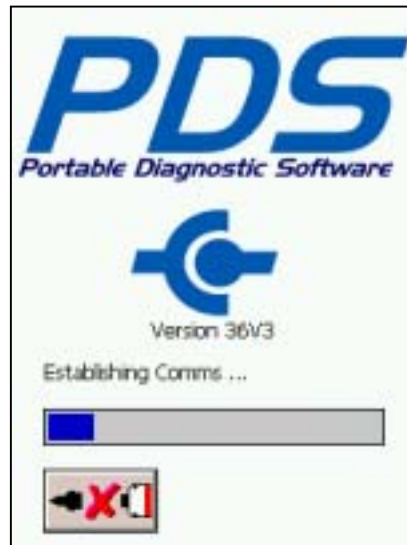 PDS
Portable Diagnostic Software
Version 36V3
Establishing Comms ...